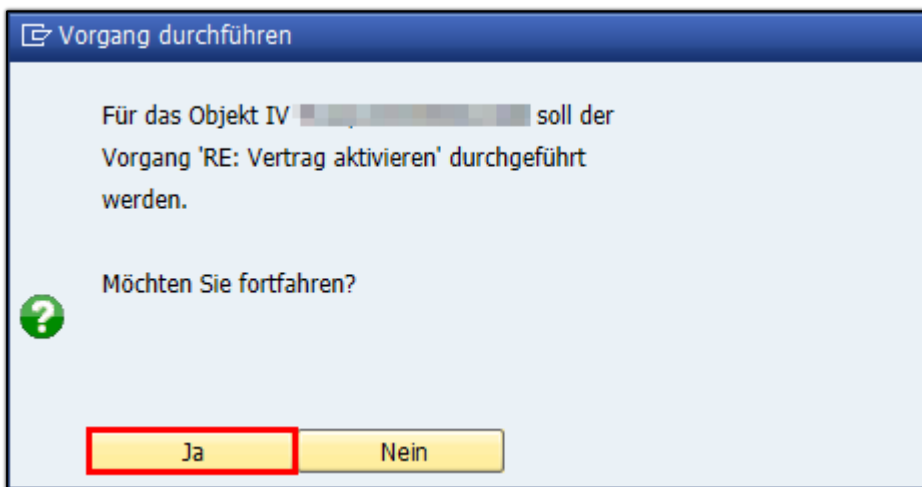 Vorgang durchführen
Für das Objekt IV soll der
Vorgang 'RE: Vertrag aktivieren' durchgeführt
werden.
Möchten Sie fortfahren?
Ja
Nein